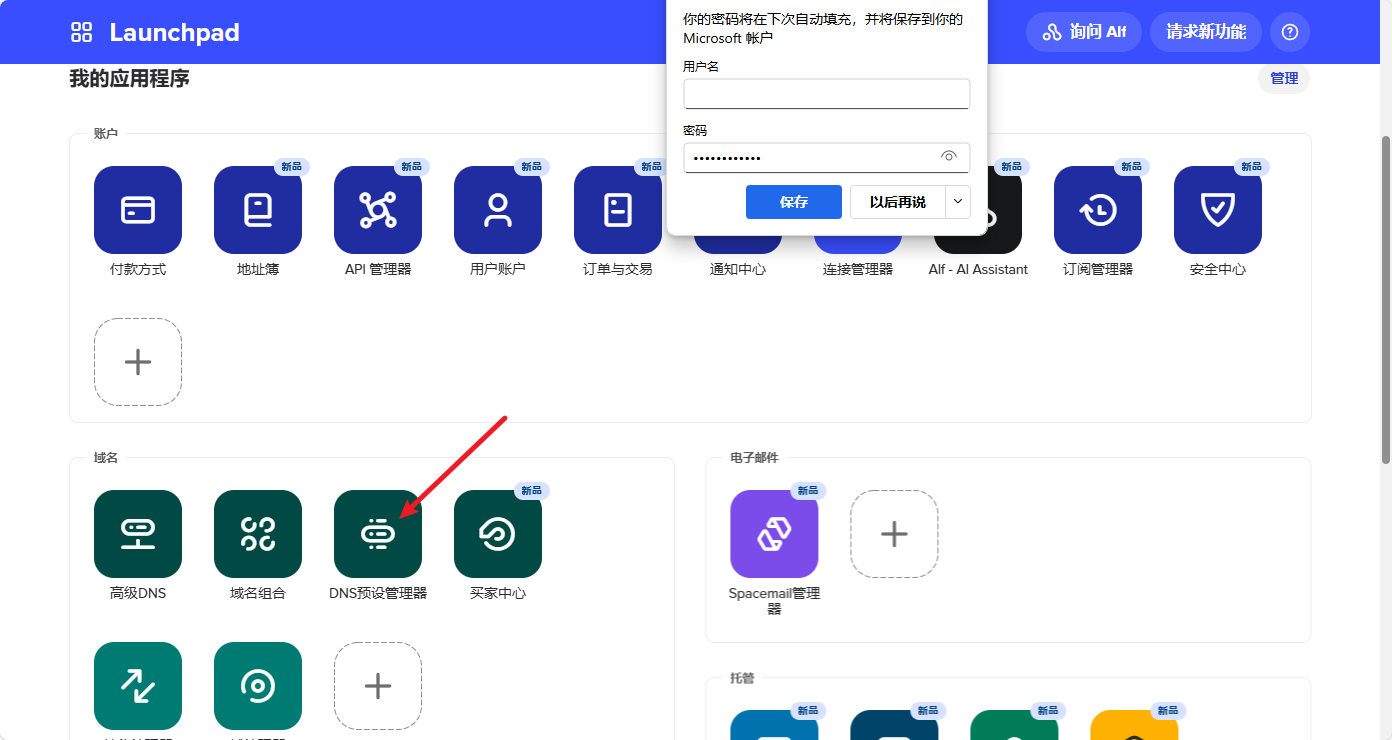 Launchpad
你的密码将在下次自动填充，并将保存到你的
Microsoft 帐户
询问 Alf
请求新功能
我的应用程序
用户名
管理
密码
••••••••••••
保存
以后再说
账户
新品
新品
新品
新品
新品
新品
新品
付款方式
地址簿
API 管理器
用户账户
订单与交易
通知中心
连接管理器
Alf - AI Assistant
订阅管理器
安全中心
域名
新品
高级DNS
域名组合
DNS预设管理器
买家中心
电子邮件
新品
Spacemail管理
器
托管
新品
新品
新品
新品